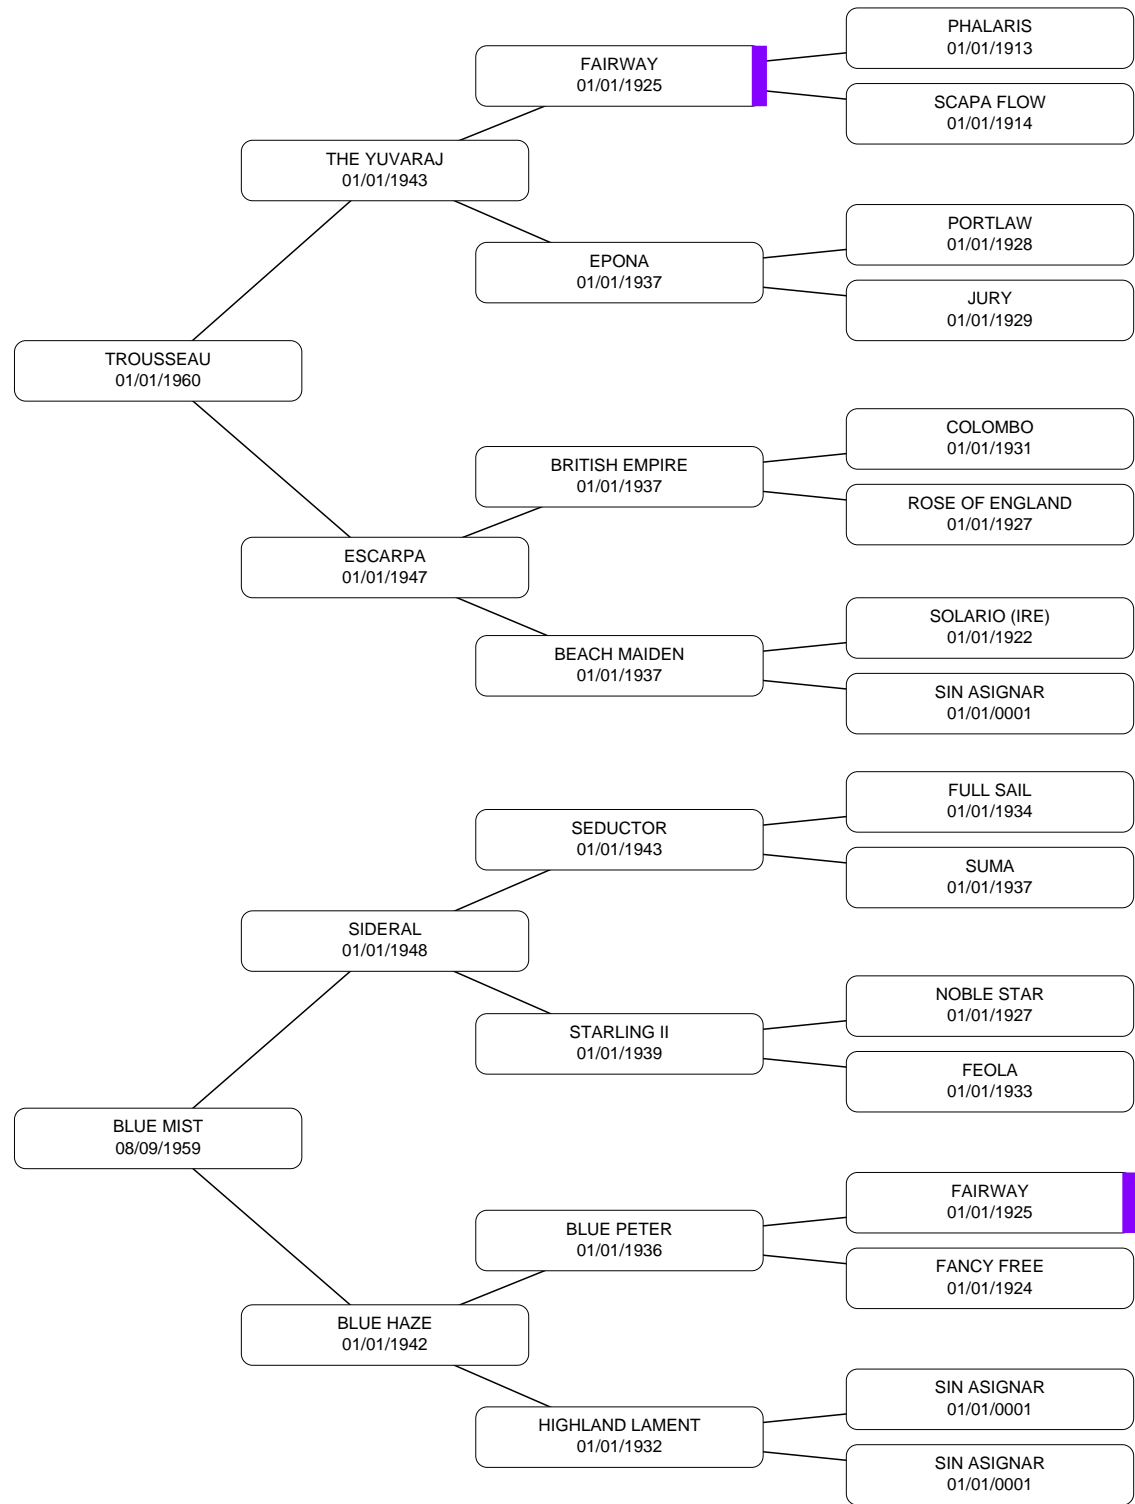 PHALARIS
01/01/1913
FAIRWAY
01/01/1925
SCAPA FLOW
01/01/1914
THE YUVARAJ
01/01/1943
PORTLAW
01/01/1928
EPONA
01/01/1937
JURY
01/01/1929
TROUSSEAU
01/01/1960
COLOMBO
01/01/1931
BRITISH EMPIRE
01/01/1937
ROSE OF ENGLAND
01/01/1927
ESCARPA
01/01/1947
SOLARIO (IRE)
01/01/1922
BEACH MAIDEN
01/01/1937
SIN ASIGNAR
01/01/0001
FULL SAIL
01/01/1934
SEDUCTOR
01/01/1943
SUMA
01/01/1937
SIDERAL
01/01/1948
NOBLE STAR
01/01/1927
STARLING II
01/01/1939
FEOLA
01/01/1933
BLUE MIST
08/09/1959
FAIRWAY
01/01/1925
BLUE PETER
01/01/1936
FANCY FREE
01/01/1924
BLUE HAZE
01/01/1942
SIN ASIGNAR
01/01/0001
HIGHLAND LAMENT
01/01/1932
SIN ASIGNAR
01/01/0001